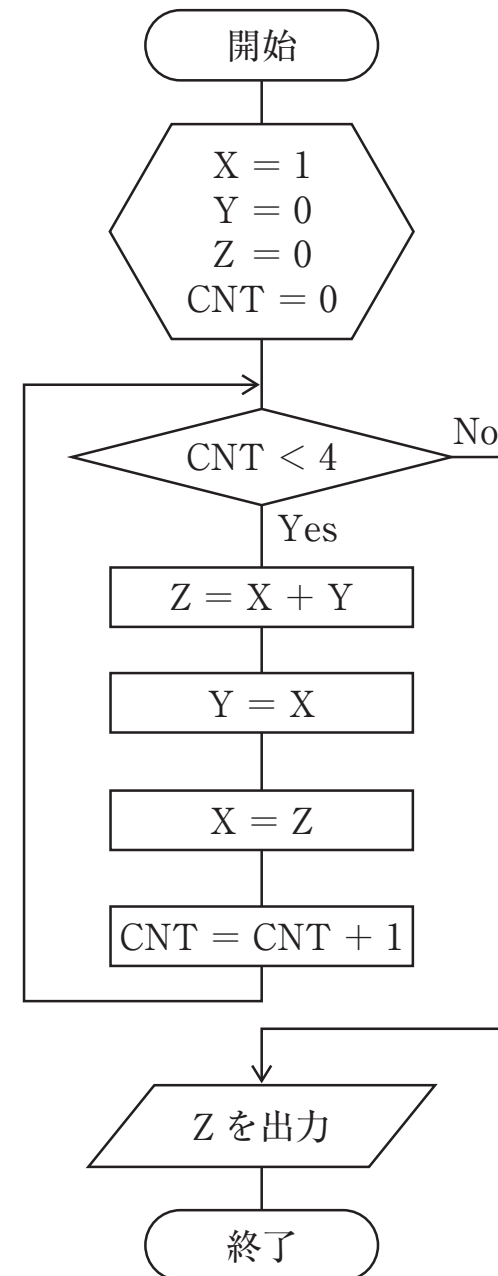 開始
X = 1
Y = 0
Z = 0
CNT = 0
CNT < 4
No
Yes
Z = X + Y
Y = X
X = Z
CNT = CNT + 1
Z を出力
終了